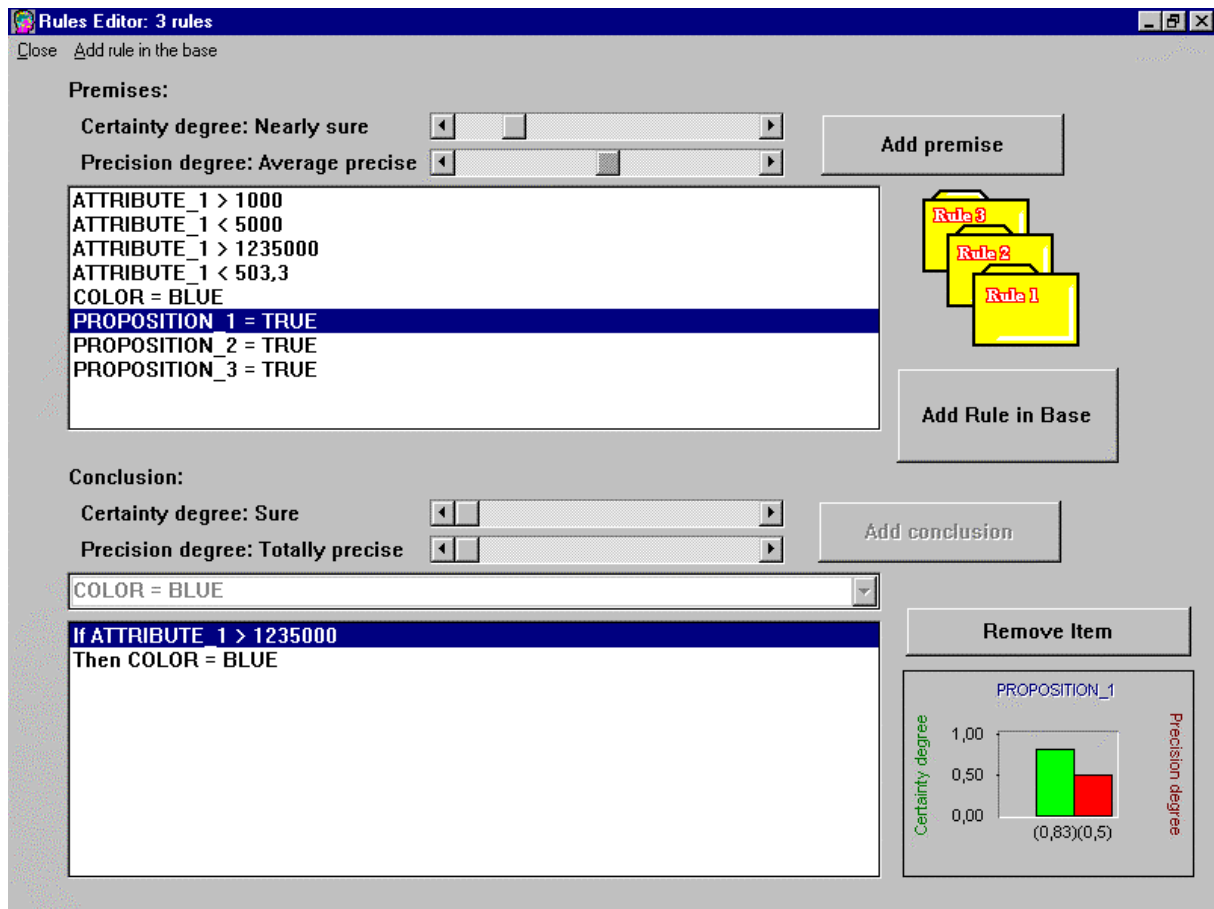 Rules Editor: 3 rules
Close Add rule in the base
Premises:
Certainty degree: Nearly sure
Add premise
Precision degree: Average precise
ATTRIBUTE_1 > 1000
ATTRIBUTE_1 < 5000
ATTRIBUTE_1 > 1235000
ATTRIBUTE_1 < 503,3
COLOR = BLUE
PROPOSITION_1 = TRUE
PROPOSITION_2 = TRUE
PROPOSITION_3 = TRUE
Rule 3
Rule 2
Rule 1
Add Rule in Base
Conclusion:
Certainty degree: Sure
Add conclusion
Precision degree: Totally precise
COLOR = BLUE
If ATTRIBUTE_1 > 1235000
Then COLOR = BLUE
Remove Item
PROPOSITION_1
Certainty degree
1,00
0,50
0,00
(0,83)(0,5)
Precision degree